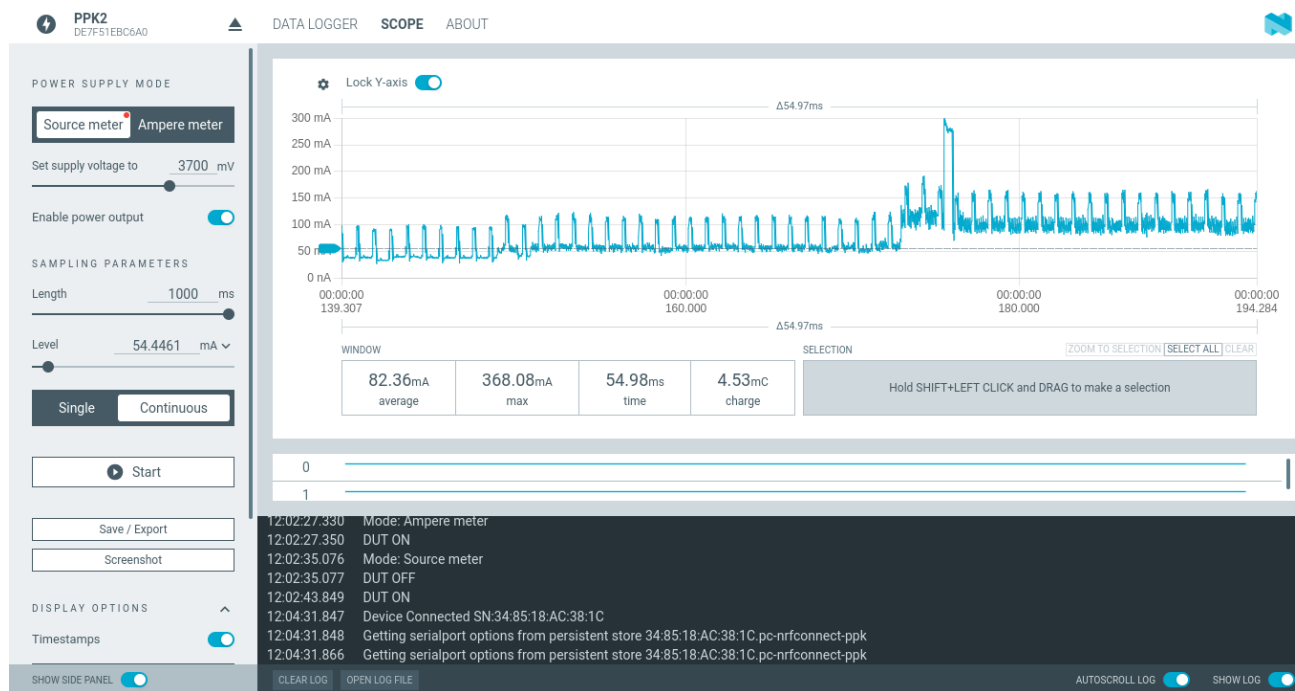 PPK2
DE7F51EBC6A0
DATA LOGGER SCOPE ABOUT
POWER SUPPLY MODE
Source meter Ampere meter
Set supply voltage to 3700 mV
Enable power output
SAMPLING PARAMETERS
Length 1000 ms
Level 54.4461 mA
Single Continuous
Start
Save / Export
Screenshot
DISPLAY OPTIONS
Timestamps
SHOW SIDE PANEL
Lock Y-axis
Δ54.97ms
300 mA
250 mA
200 mA
150 mA
100 mA
50
0 nA
00:00:00 00:00:00 00:00:00 00:00:00
139.307 160.000 180.000 194.284
Δ54.97ms
WINDOW
82.36mA 368.08mA 54.98ms 4.53mC
average max time charge
SELECTION ZOOM TO SELECTION SELECT ALL CLEAR
Hold SHIFT+LEFT CLICK and DRAG to make a selection
0
1
12:02:27.330 Mode: Ampere meter
12:02:27.350 DUT ON
12:02:35.076 Mode: Source meter
12:02:35.077 DUT OFF
12:02:43.849 DUT ON
12:04:31.847 Device Connected SN:34:85:18:AC:38:1C
12:04:31.848 Getting serialport options from persistent store 34:85:18:AC:38:1C.pc-nrfconnect-ppk
12:04:31.866 Getting serialport options from persistent store 34:85:18:AC:38:1C.pc-nrfconnect-ppk
CLEAR LOG OPEN LOG FILE AUTOSCROLL LOG SHOW LOG